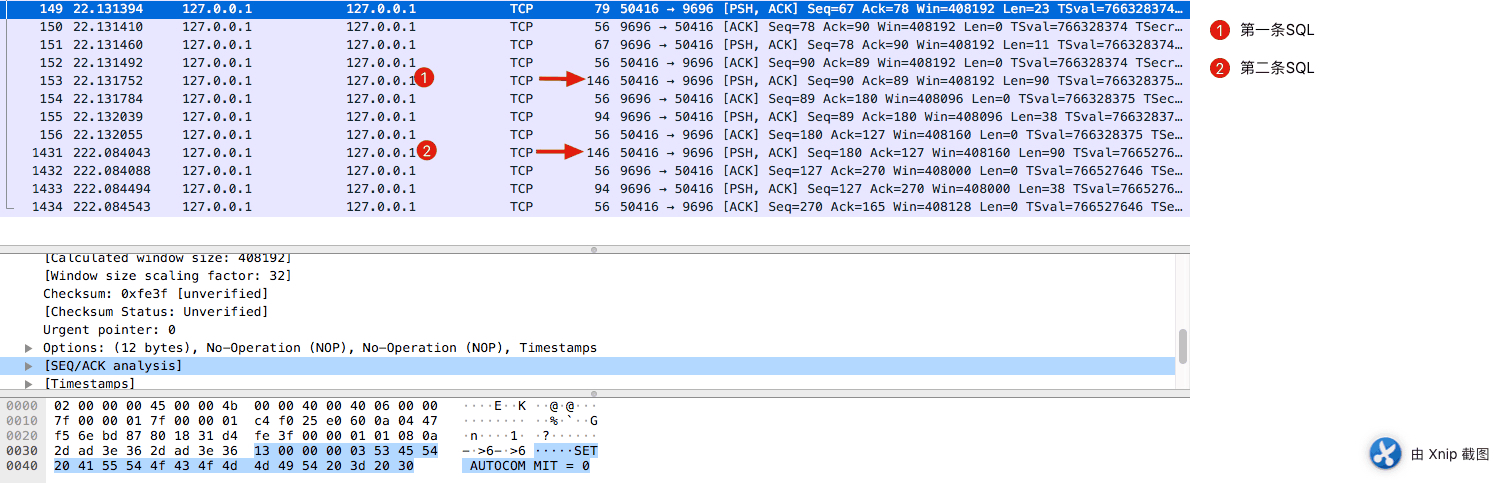 149 22.131394 127.0.0.1 127.0.0.1 TCP 79 50416 → 9696 [PSH, ACK] Seq=67 Ack=78 Win=408192 Len=23 TSval=766328374…
150 22.131410 127.0.0.1 127.0.0.1 TCP 56 9696 → 50416 [ACK] Seq=78 Ack=90 Win=408192 Len=0 TSval=766328374 TSecr…
151 22.131460 127.0.0.1 127.0.0.1 TCP 67 9696 → 50416 [PSH, ACK] Seq=78 Ack=90 Win=408192 Len=11 TSval=766328374…
152 22.131492 127.0.0.1 127.0.0.1 TCP 56 50416 → 9696 [ACK] Seq=90 Ack=89 Win=408192 Len=0 TSval=766328374 TSecr…
153 22.131752 127.0.0.1 127.0.0.1 1 TCP 146 50416 → 9696 [PSH, ACK] Seq=90 Ack=89 Win=408192 Len=90 TSval=766328375…
154 22.131784 127.0.0.1 127.0.0.1 TCP 56 9696 → 50416 [ACK] Seq=89 Ack=180 Win=408096 Len=0 TSval=766328375 TSec…
155 22.132039 127.0.0.1 127.0.0.1 TCP 94 9696 → 50416 [PSH, ACK] Seq=89 Ack=180 Win=408096 Len=38 TSval=76632837…
156 22.132055 127.0.0.1 127.0.0.1 TCP 56 50416 → 9696 [ACK] Seq=180 Ack=127 Win=408160 Len=0 TSval=766328375 TSe…
1431 222.084043 127.0.0.1 127.0.0.1 2 TCP 146 50416 → 9696 [PSH, ACK] Seq=180 Ack=127 Win=408160 Len=90 TSval=7665276…
1432 222.084088 127.0.0.1 127.0.0.1 TCP 56 9696 → 50416 [ACK] Seq=127 Ack=270 Win=408000 Len=0 TSval=766527646 TSe…
1433 222.084494 127.0.0.1 127.0.0.1 TCP 94 9696 → 50416 [PSH, ACK] Seq=127 Ack=270 Win=408000 Len=38 TSval=7665276…
1434 222.084543 127.0.0.1 127.0.0.1 TCP 56 50416 → 9696 [ACK] Seq=270 Ack=165 Win=408128 Len=0 TSval=766527646 TSe…
1 第一条SQL
2 第二条SQL
[Calculated window size: 408192]
[Window size scaling factor: 32]
Checksum: 0xfe3f [unverified]
[Checksum Status: Unverified]
Urgent pointer: 0
Options: (12 bytes), No-Operation (NOP), No-Operation (NOP), Timestamps
[SEQ/ACK analysis]
[Timestamps]
0000 02 00 00 00 45 00 00 4b 00 00 40 00 40 06 00 00 ····E··K ··@·@···
0010 7f 00 00 01 7f 00 00 01 c4 f0 25 e0 60 0a 04 47 ········ ··%·`··G
0020 f5 6e bd 87 80 18 31 d4 fe 3f 00 00 01 01 08 0a ·n····1· ·?······
0030 2d ad 3e 36 2d ad 3e 36 13 00 00 00 03 53 45 54 -·>6-·>6 ·····SET
0040 20 41 55 54 4f 43 4f 4d 4d 49 54 20 3d 20 30 AUTOCOM MIT = 0
由 Xnip 截图